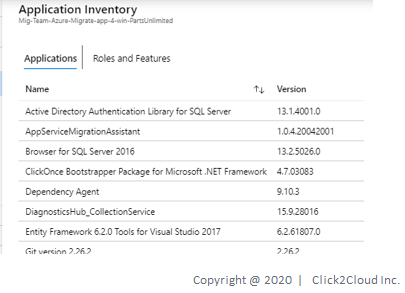 Application Inventory
Mig-Team-Azure-Migrate-app-4-win-PartsUnlimited
Applications Roles and Features
Name ↑↓ Version
Active Directory Authentication Library for SQL Server 13.1.4001.0
AppServiceMigrationAssistant 1.0.4.20042001
Browser for SQL Server 2016 13.2.5026.0
ClickOnce Bootstrapper Package for Microsoft .NET Framework 4.7.03083
Dependency Agent 9.10.3
DiagnosticsHub_CollectionService 15.9.28016
Entity Framework 6.2.0 Tools for Visual Studio 2017 6.2.61807.0
Git version 2.26.2 2.26.2
Copyright @ 2020 | Click2Cloud Inc.